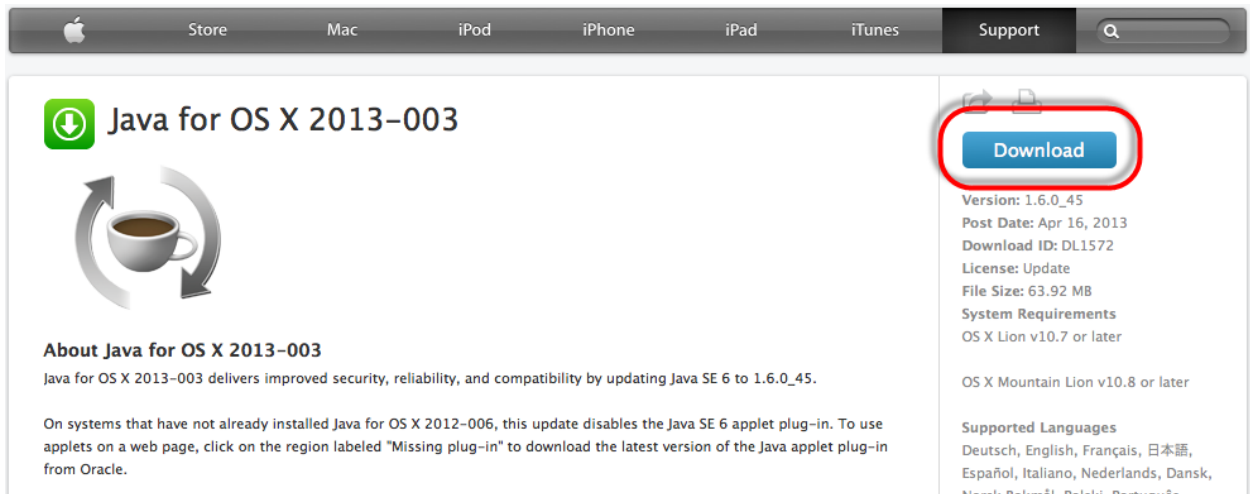 Store Mac iPod iPhone iPad iTunes Support
Java for OS X 2013-003
About Java for OS X 2013-003
Java for OS X 2013-003 delivers improved security, reliability, and compatibility by updating Java SE 6 to 1.6.0_45.
On systems that have not already installed Java for OS X 2012-006, this update disables the Java SE 6 applet plug-in. To use
applets on a web page, click on the region labeled "Missing plug-in" to download the latest version of the Java applet plug-in
from Oracle.
Download
Version: 1.6.0_45
Post Date: Apr 16, 2013
Download ID: DL1572
License: Update
File Size: 63.92 MB
System Requirements
OS X Lion v10.7 or later
OS X Mountain Lion v10.8 or later
Supported Languages
Deutsch, English, Français, 日本語,
Español, Italiano, Nederlands, Dansk,